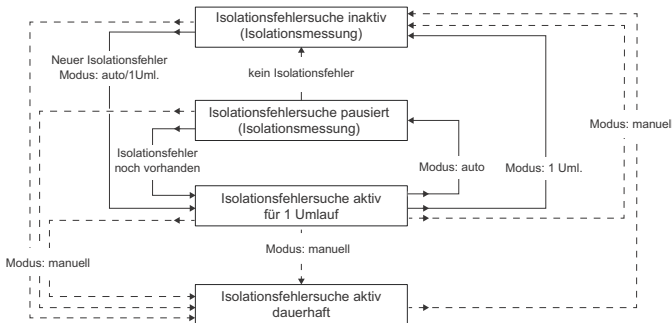 Isolationsfehlersuche inaktiv
(Isolationsmessung)
Neuer Isolationsfehler
Modus: auto/1Uml.
kein Isolationsfehler
Isolationsfehlersuche pausiert
(Isolationsmessung)
Modus: manuell
Isolationsfehler
noch vorhanden
Modus: auto
Modus: 1 Uml.
Isolationsfehlersuche aktiv
für 1 Umlauf
Modus: manuell
Modus: manuell
Isolationsfehlersuche aktiv
dauerhaft